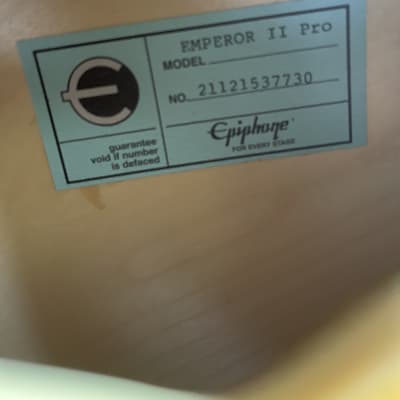 EMPEROR II Pro
MODEL
NO. 21121537730
guarantee
void if number
is defaced
Epiphone
FOR EVERY STAGE